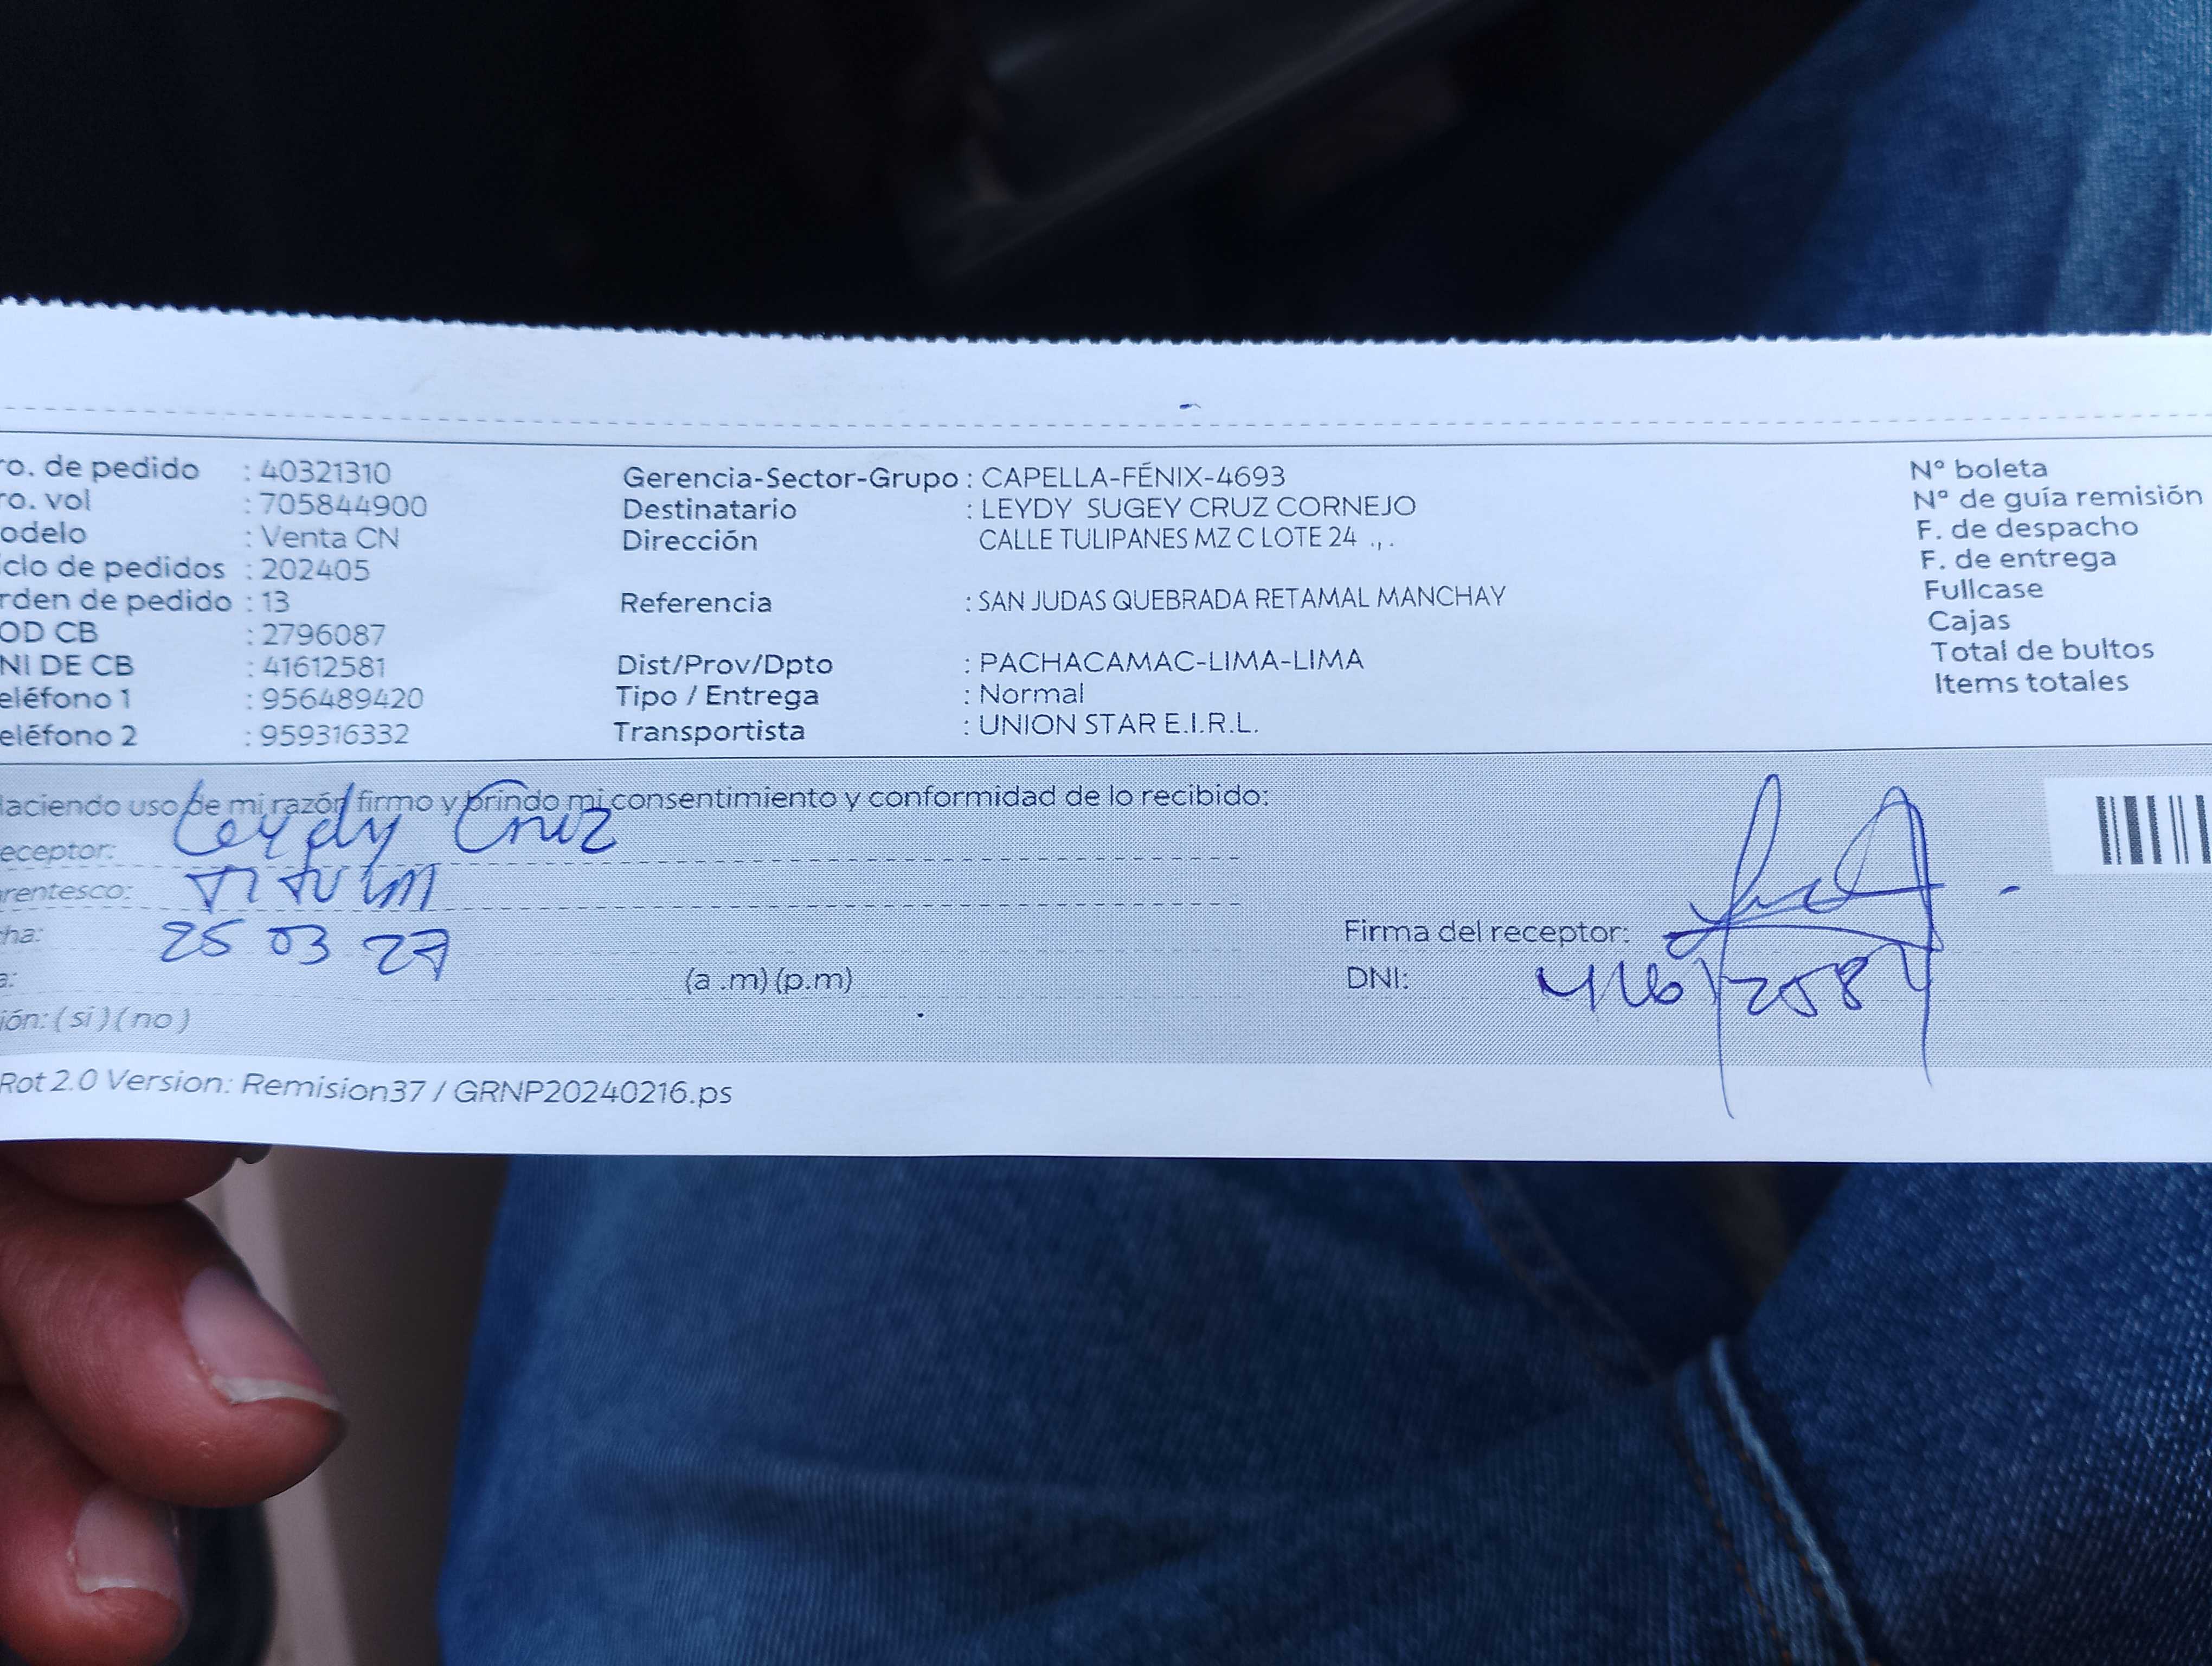 ro. de pedido : 40321310
ro. vol : 705844900
odelo : Venta CN
iclo de pedidos : 202405
rden de pedido : 13
OD CB : 2796087
NI DE CB : 41612581
eléfono 1 : 956489420
eléfono 2 : 959316332
Gerencia-Sector-Grupo : CAPELLA-FÉNIX-4693
Destinatario : LEYDY SUGEY CRUZ CORNEJO
Dirección CALLE TULIPANES MZ C LOTE 24 .,.
Referencia : SAN JUDAS QUEBRADA RETAMAL MANCHAY
Dist/Prov/Dpto : PACHACAMAC-LIMA-LIMA
Tipo / Entrega : Normal
Transportista : UNION STAR E.I.R.L.
N° boleta
N° de guía remisión
F. de despacho
F. de entrega
Fullcase
Cajas
Total de bultos
Items totales
Haciendo uso de mi razón firmo y brindo mi consentimiento y conformidad de lo recibido:
eceptor: Leydy Cruz
rentesco: Titular
ha: 25 03 27
a: (a .m) (p.m)
ión: ( si ) ( no )
Firma del receptor:
DNI: 41612581
Rot 2.0 Version: Remision37 / GRNP20240216.ps